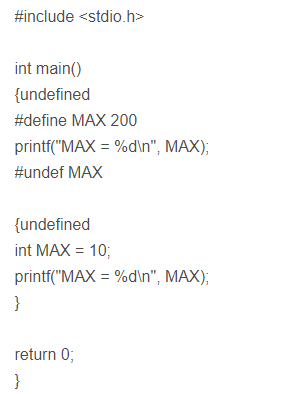 #include <stdio.h>
int main()
{undefined
#define MAX 200
printf("MAX = %d\n", MAX);
#undef MAX
{undefined
int MAX = 10;
printf("MAX = %d\n", MAX);
}
return 0;
}